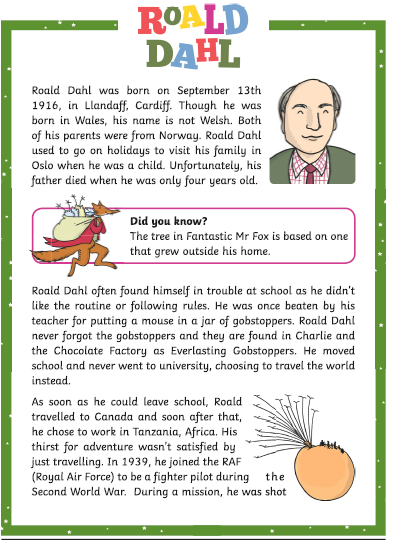 ROALD
DAHL
Roald Dahl was born on September 13th
1916, in Llandaff, Cardiff. Though he was
born in Wales, his name is not Welsh. Both
of his parents were from Norway. Roald Dahl
used to go on holidays to visit his family in
Oslo when he was a child. Unfortunately, his
father died when he was only four years old.
Did you know?
The tree in Fantastic Mr Fox is based on one
that grew outside his home.
Roald Dahl often found himself in trouble at school as he didn't
like the routine or following rules. He was once beaten by his
teacher for putting a mouse in a jar of gobstoppers. Roald Dahl
never forgot the gobstoppers and they are found in Charlie and
the Chocolate Factory as Everlasting Gobstoppers. He moved
school and never went to university, choosing to travel the world
instead.
As soon as he could leave school, Roald
travelled to Canada and soon after that,
he chose to work in Tanzania, Africa. His
thirst for adventure wasn't satisfied by
just travelling. In 1939, he joined the RAF
(Royal Air Force) to be a fighter pilot during the
Second World War. During a mission, he was shot